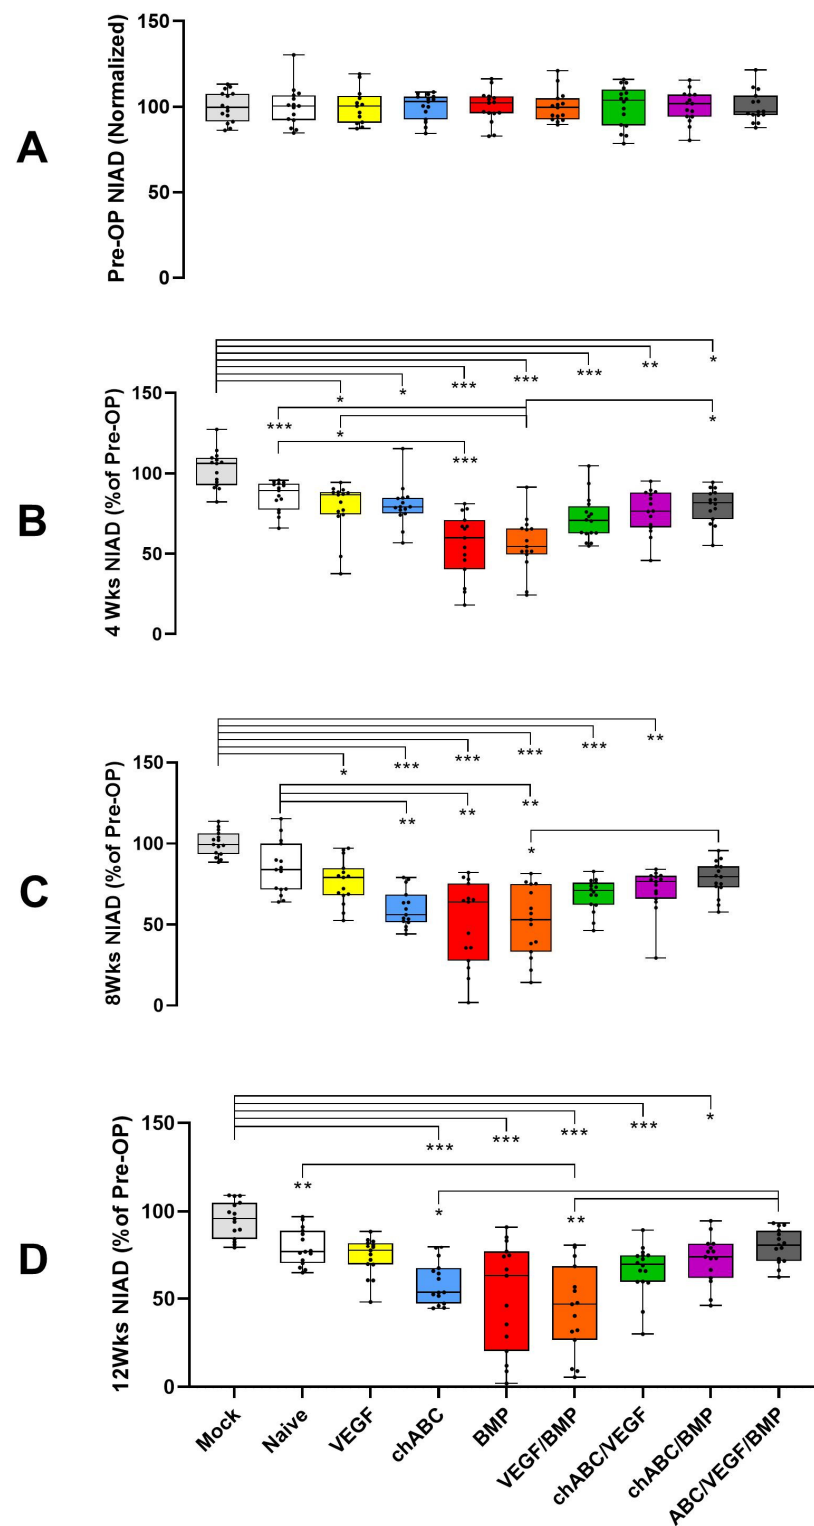 A
Pre-OP NIAD (Normalized)
150
100
50
0
B
4 Wks NIAD (%of Pre-OP)
150
100
50
0
*
**
***
***
***
*
*
***
*
*
***
C
8Wks NIAD (%of Pre-OP)
150
100
50
0
**
***
***
***
***
*
**
**
**
*
D
12Wks NIAD (%of Pre-OP)
150
100
50
0
*
***
***
***
***
**
*
**
Mock
Naive
VEGF
chABC
BMP
VEGF/BMP
chABC/VEGF
chABC/BMP
ABC/VEGF/BMP